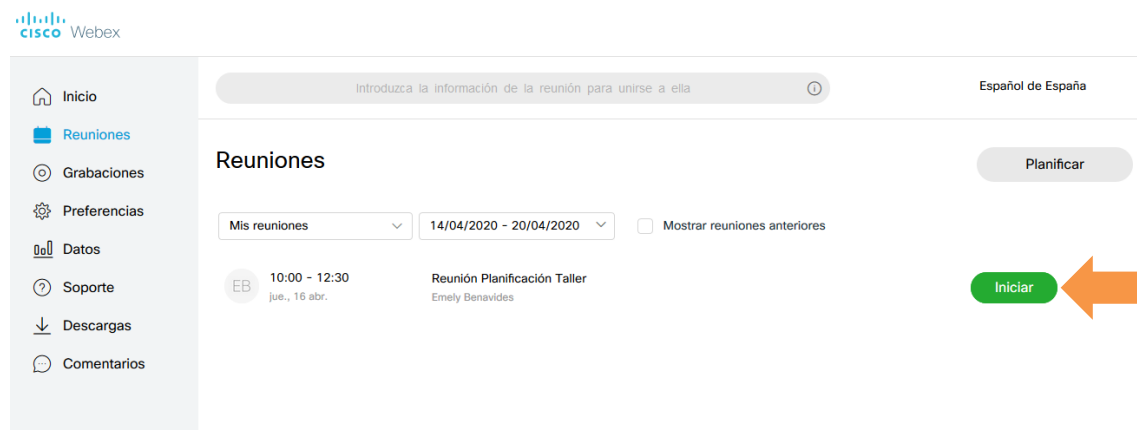 cisco Webex
Introduzca la información de la reunión para unirse a ella
Español de España
Inicio
Reuniones
Grabaciones
Preferencias
Datos
Soporte
Descargas
Comentarios
Reuniones
Planificar
Mis reuniones
14/04/2020 - 20/04/2020
Mostrar reuniones anteriores
EB
10:00 - 12:30
jue., 16 abr.
Reunión Planificación Taller
Emely Benavides
Iniciar